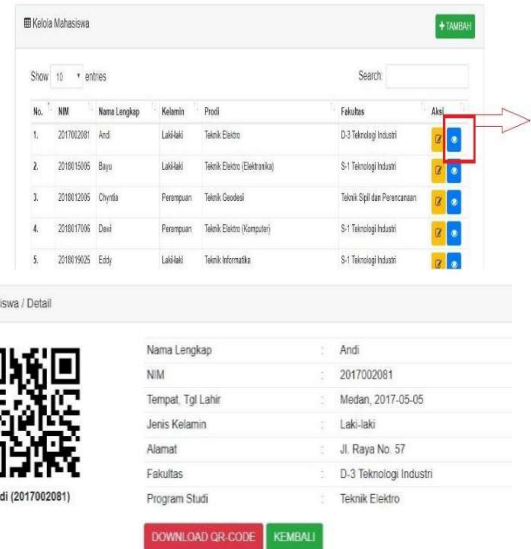 Kelola Mahasiswa
+ TAMBAH
Show 10 entries
Search:
No. NIM Nama Lengkap Kelamin Prodi Fakultas Aksi
1. 2017002081 Andi Laki-laki Teknik Elektro D-3 Teknologi Industri
2. 2018015005 Bayu Laki-laki Teknik Elektro (Elektronika) S-1 Teknologi Industri
3. 2018012005 Chyntia Perempuan Teknik Geodesi Teknik Sipil dan Perencanaan
4. 2018017006 Dewi Perempuan Teknik Elektro (Komputer) S-1 Teknologi Industri
5. 2018019025 Eddy Laki-laki Teknik Informatika S-1 Teknologi Industri
iswa / Detail
Nama Lengkap : Andi
NIM : 2017002081
Tempat, Tgl Lahir : Medan, 2017-05-05
Jenis Kelamin : Laki-laki
Alamat : Jl. Raya No. 57
Fakultas : D-3 Teknologi Industri
Program Studi : Teknik Elektro
di (2017002081)
DOWNLOAD QR-CODE KEMBALI